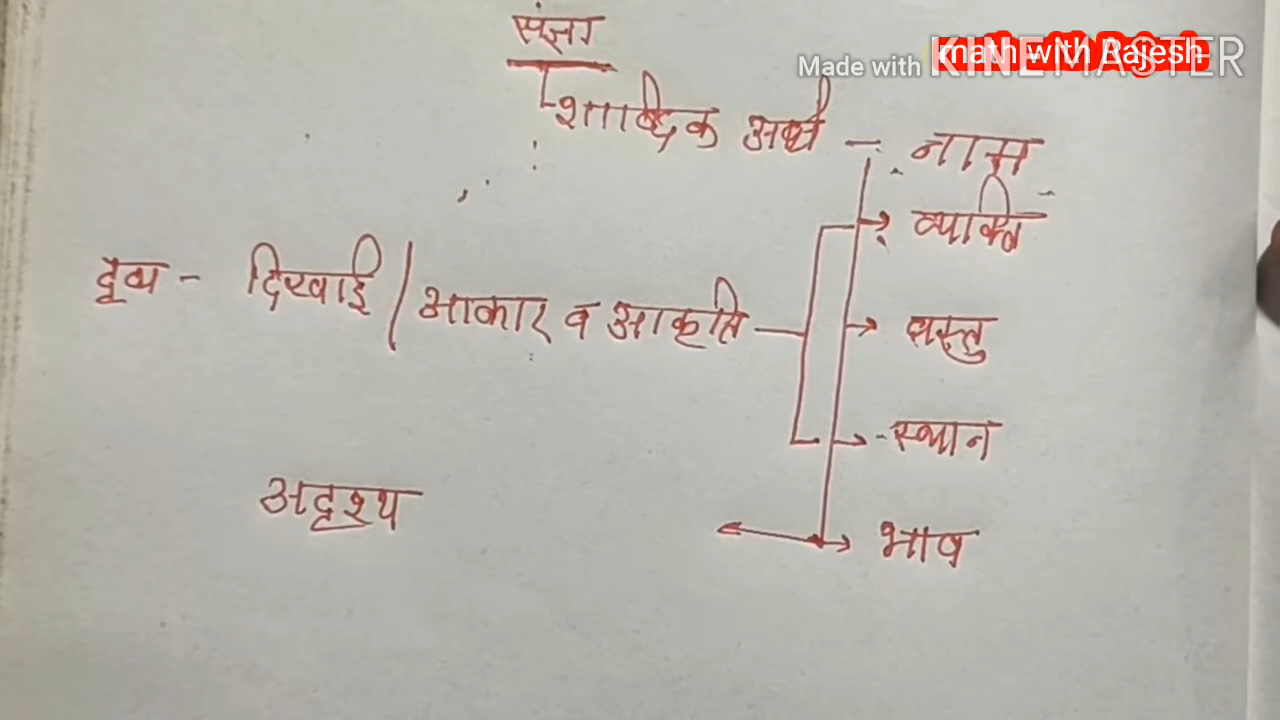 संज्ञा
math with Rajesh
Made with KINEMASTER
शाब्दिक अर्थ - नाम
व्यक्ति
द्रव्य - दिखाई / आकार व आकृति
वस्तु
स्थान
अदृश्य
भाव